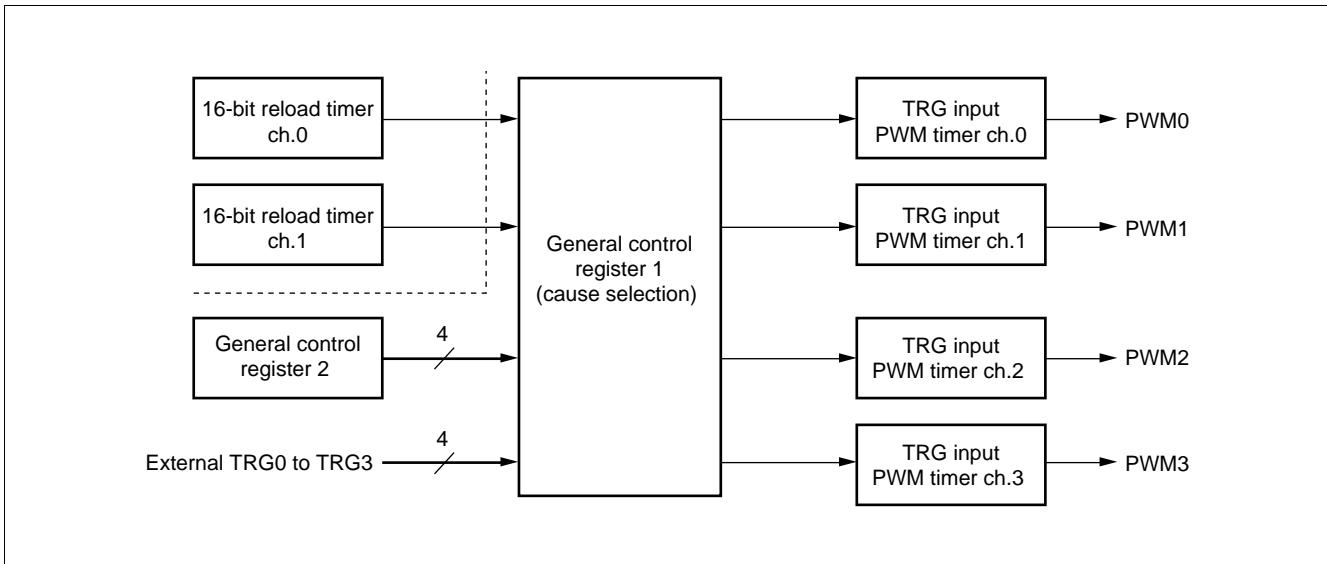 16-bit reload timer
ch.0
16-bit reload timer
ch.1
General control
register 2
4
External TRG0 to TRG3
4
General control
register 1
(cause selection)
TRG input
PWM timer ch.0
PWM0
TRG input
PWM timer ch.1
PWM1
TRG input
PWM timer ch.2
PWM2
TRG input
PWM timer ch.3
PWM3